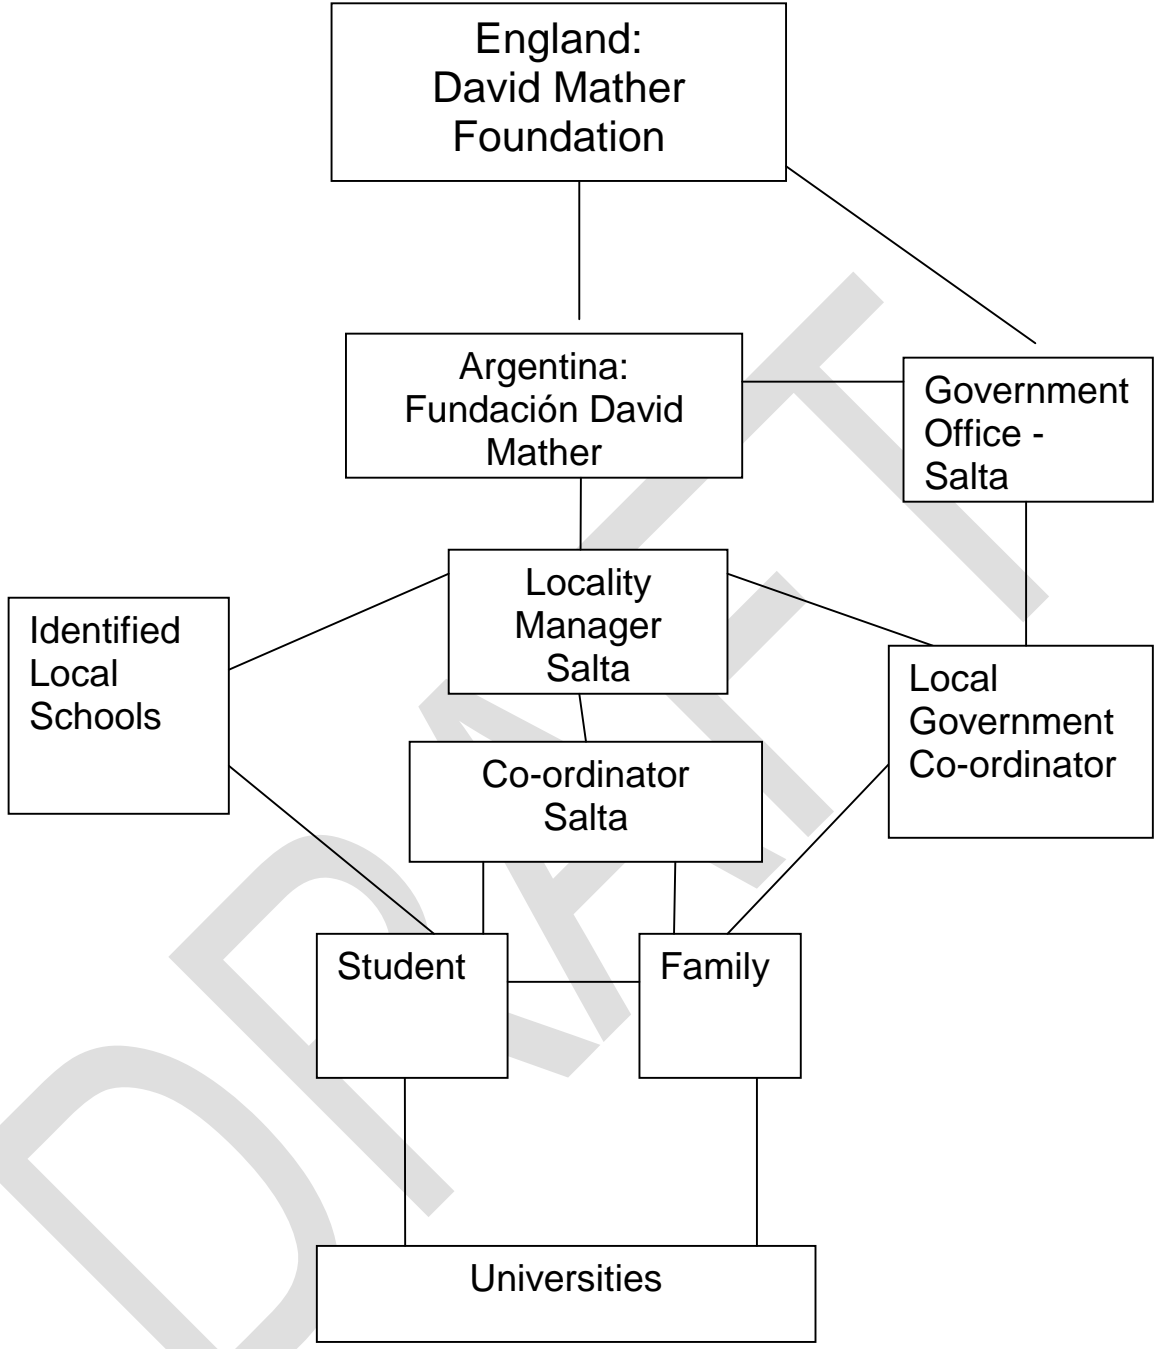 England:
David Mather
Foundation
Argentina:
Fundación David
Mather
Government
Office -
Salta
Locality
Manager
Salta
Identified
Local
Schools
Local
Government
Co-ordinator
Co-ordinator
Salta
Student
Family
Universities
DRAFT